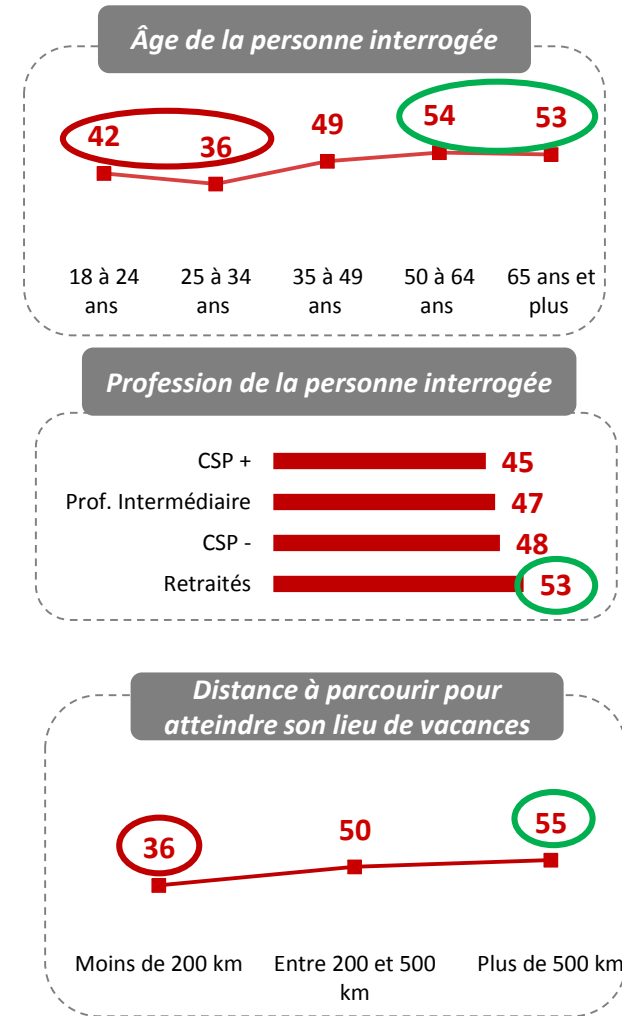 Âge de la personne interrogée
42 36 49 54 53
18 à 24 25 à 34 35 à 49 50 à 64 65 ans et
ans ans ans ans plus
Profession de la personne interrogée
CSP + 45
Prof. Intermédiaire 47
CSP - 48
Retraités 53
Distance à parcourir pour
atteindre son lieu de vacances
36 50 55
Moins de 200 km Entre 200 et 500 Plus de 500 km
km